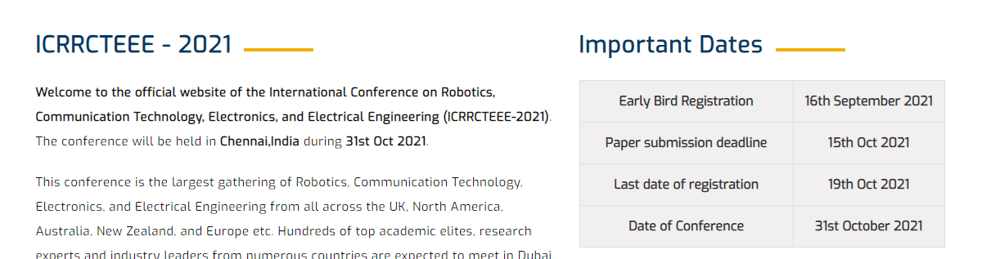 ICRRCTEEE - 2021
Welcome to the official website of the International Conference on Robotics,
Communication Technology, Electronics, and Electrical Engineering (ICRRCTEEE-2021).
The conference will be held in Chennai,India during 31st Oct 2021.
This conference is the largest gathering of Robotics, Communication Technology,
Electronics, and Electrical Engineering from all across the UK, North America,
Australia, New Zealand, and Europe etc. Hundreds of top academic elites, research
experts and industry leaders from numerous countries are expected to meet in Dubai
Important Dates
Early Bird Registration 16th September 2021
Paper submission deadline 15th Oct 2021
Last date of registration 19th Oct 2021
Date of Conference 31st October 2021